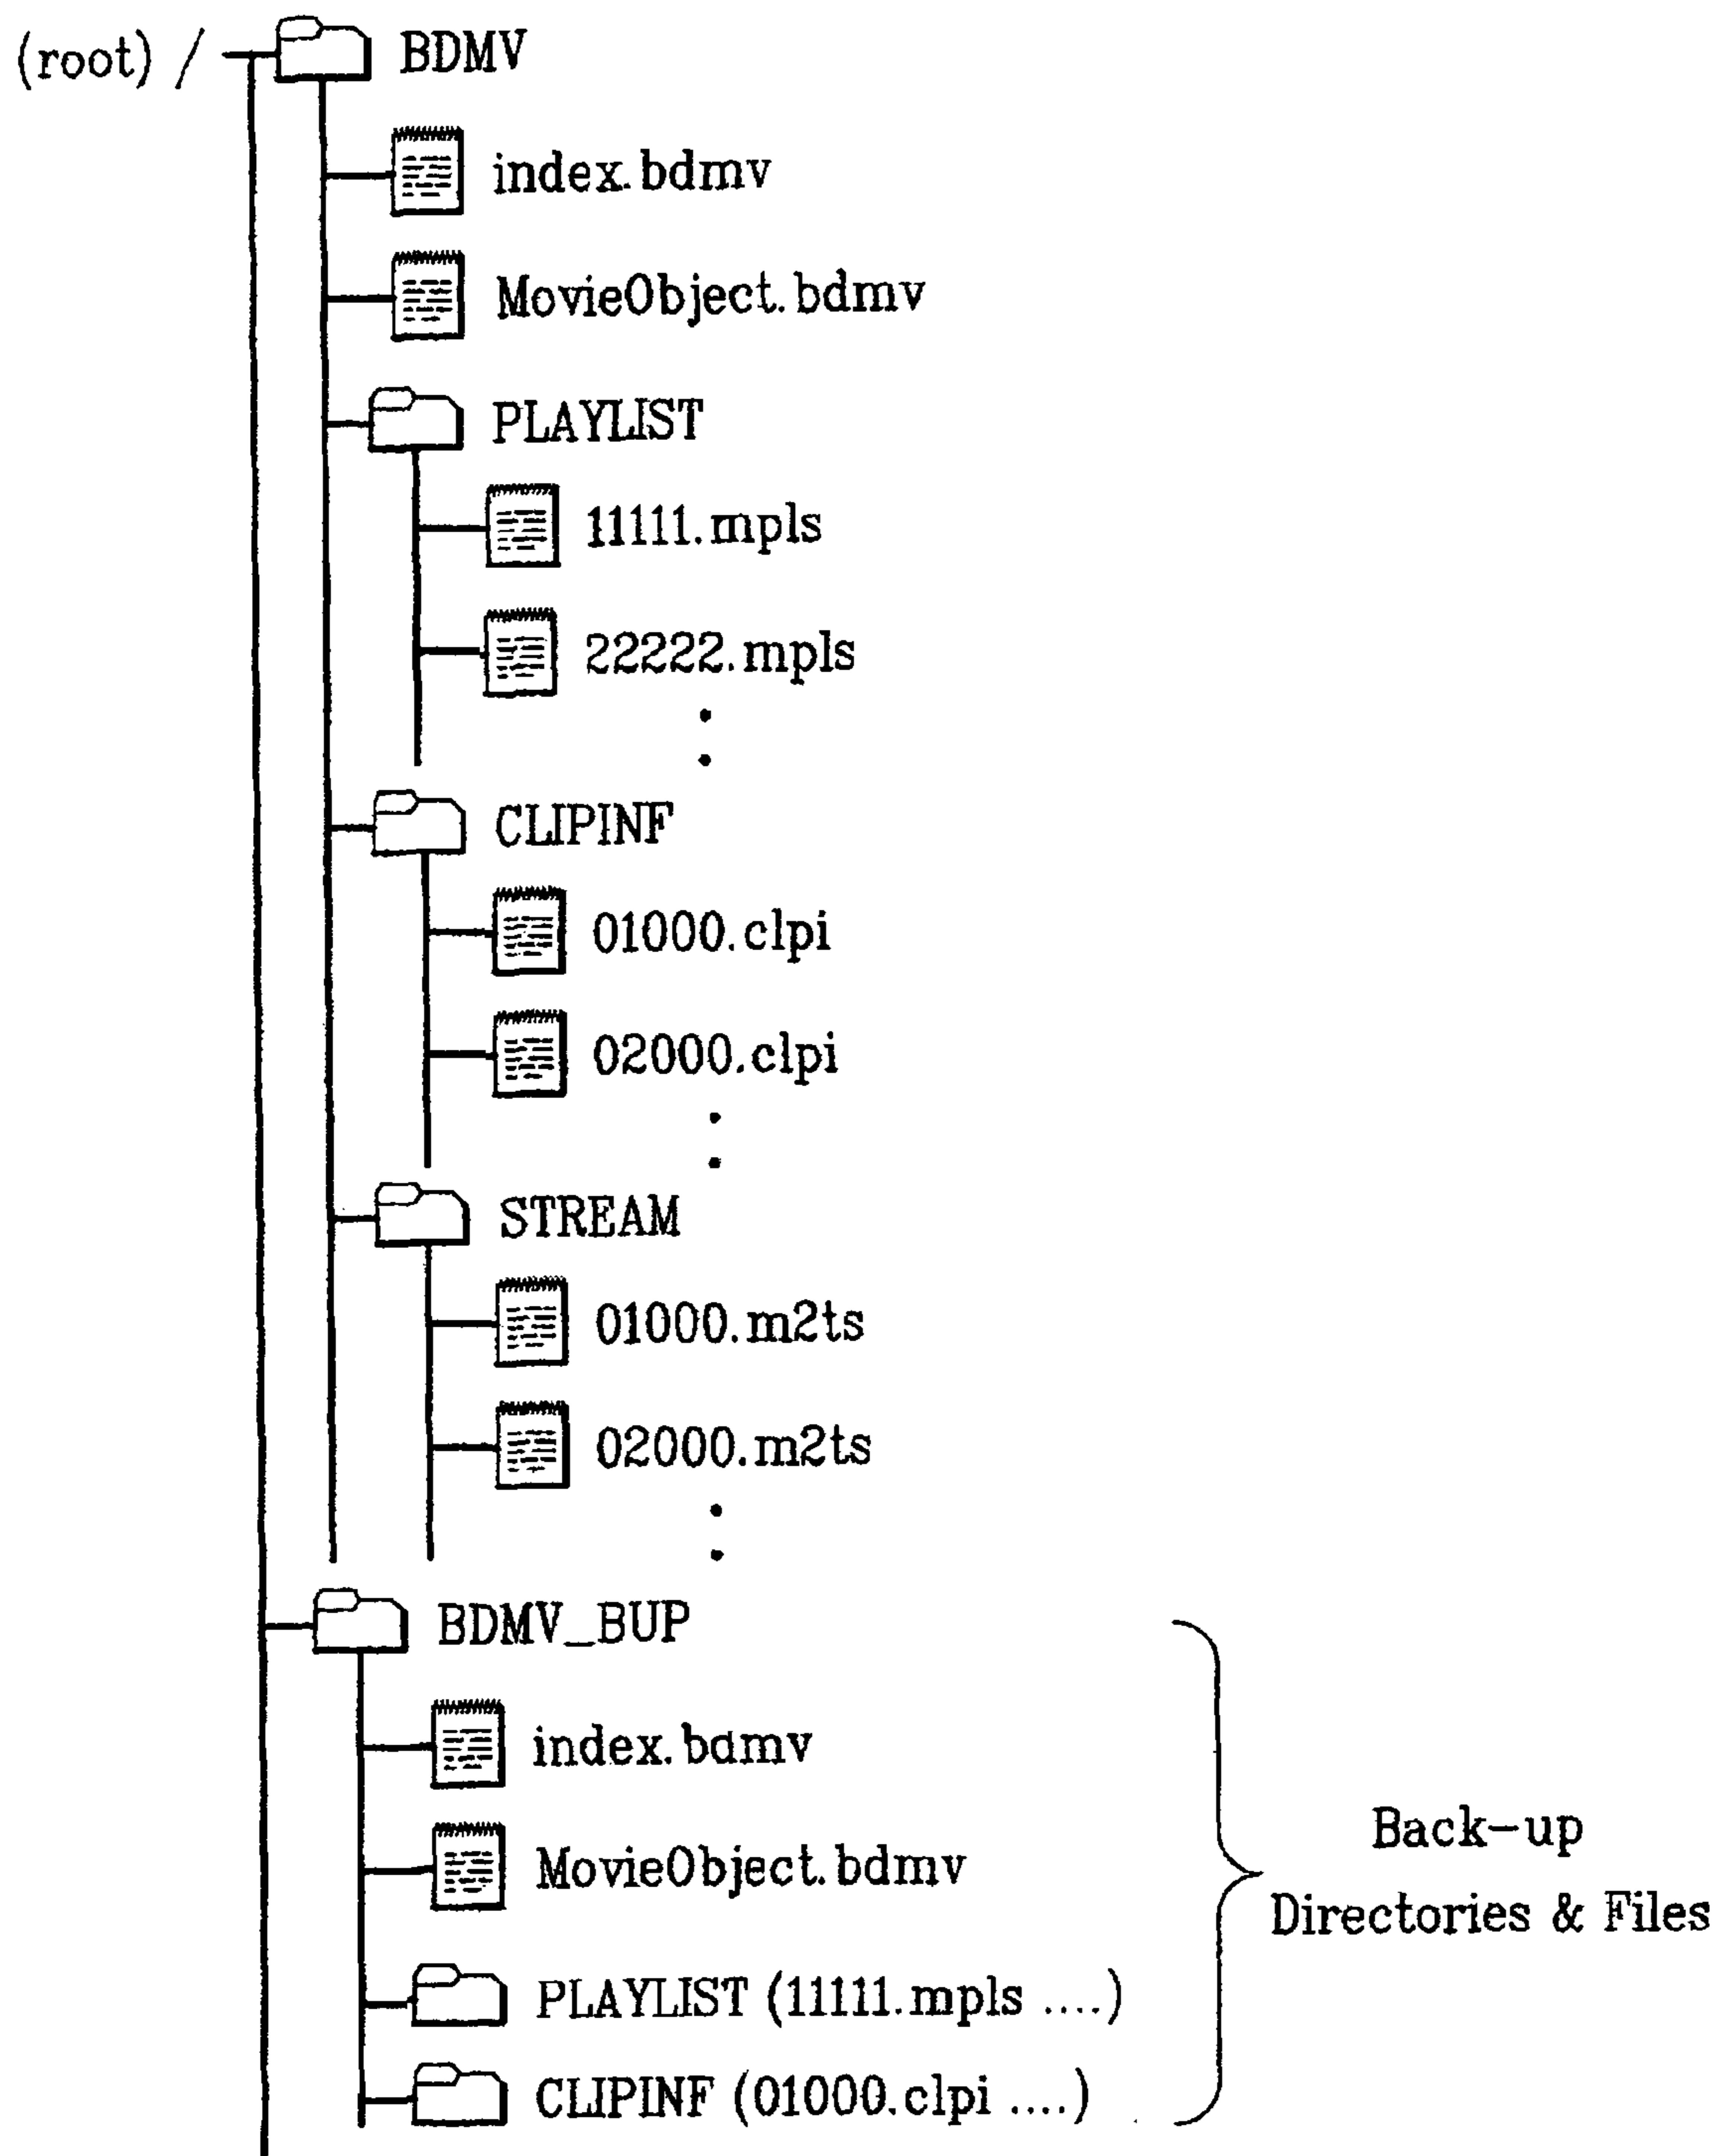 (root) / BDMV
index.bdmv
MovieObject.bdmv
PLAYLIST
11111.mpls
22222.mpls
CLIPINF
01000.clpi
02000.clpi
STREAM
01000.m2ts
02000.m2ts
BDMV_BUP
index.bdmv
MovieObject.bdmv
Back-up
Directories & Files
PLAYLIST (11111.mpls ....)
CLIPINF (01000.clpi ....)